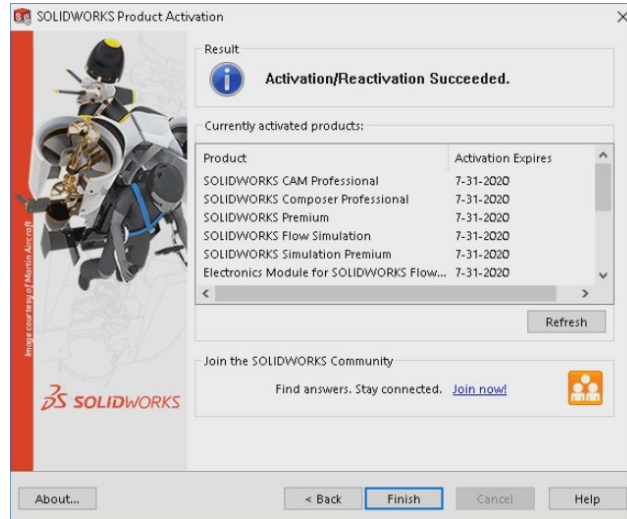 SOLIDWORKS Product Activation
Result
Activation/Reactivation Succeeded.
Currently activated products:
Product Activation Expires
SOLIDWORKS CAM Professional 7-31-2020
SOLIDWORKS Composer Professional 7-31-2020
SOLIDWORKS Premium 7-31-2020
SOLIDWORKS Flow Simulation 7-31-2020
SOLIDWORKS Simulation Premium 7-31-2020
Electronics Module for SOLIDWORKS Flow... 7-31-2020
Refresh
Join the SOLIDWORKS Community
Find answers. Stay connected. Join now!
Image courtesy of Martin Aircraft
SOLIDWORKS
About... < Back Finish Cancel Help